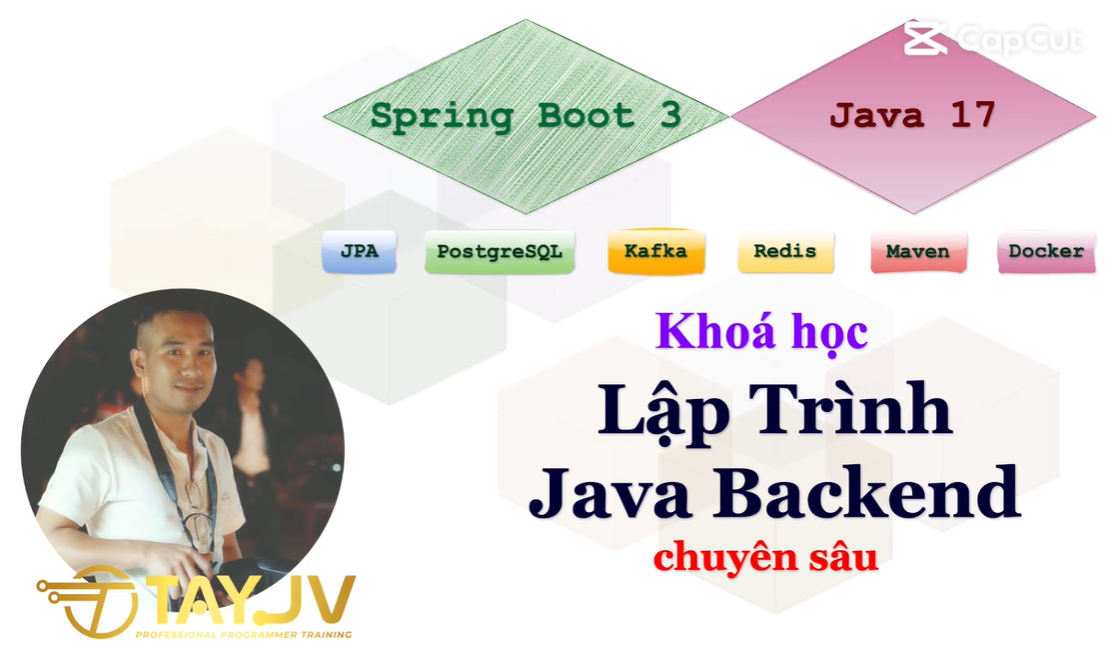 CapCut
Spring Boot 3
Java 17
JPA
PostgreSQL
Kafka
Redis
Maven
Docker
Khoá học
Lập Trình
Java Backend
chuyên sâu
TAYJV
PROFESSIONAL PROGRAMMER TRAINING